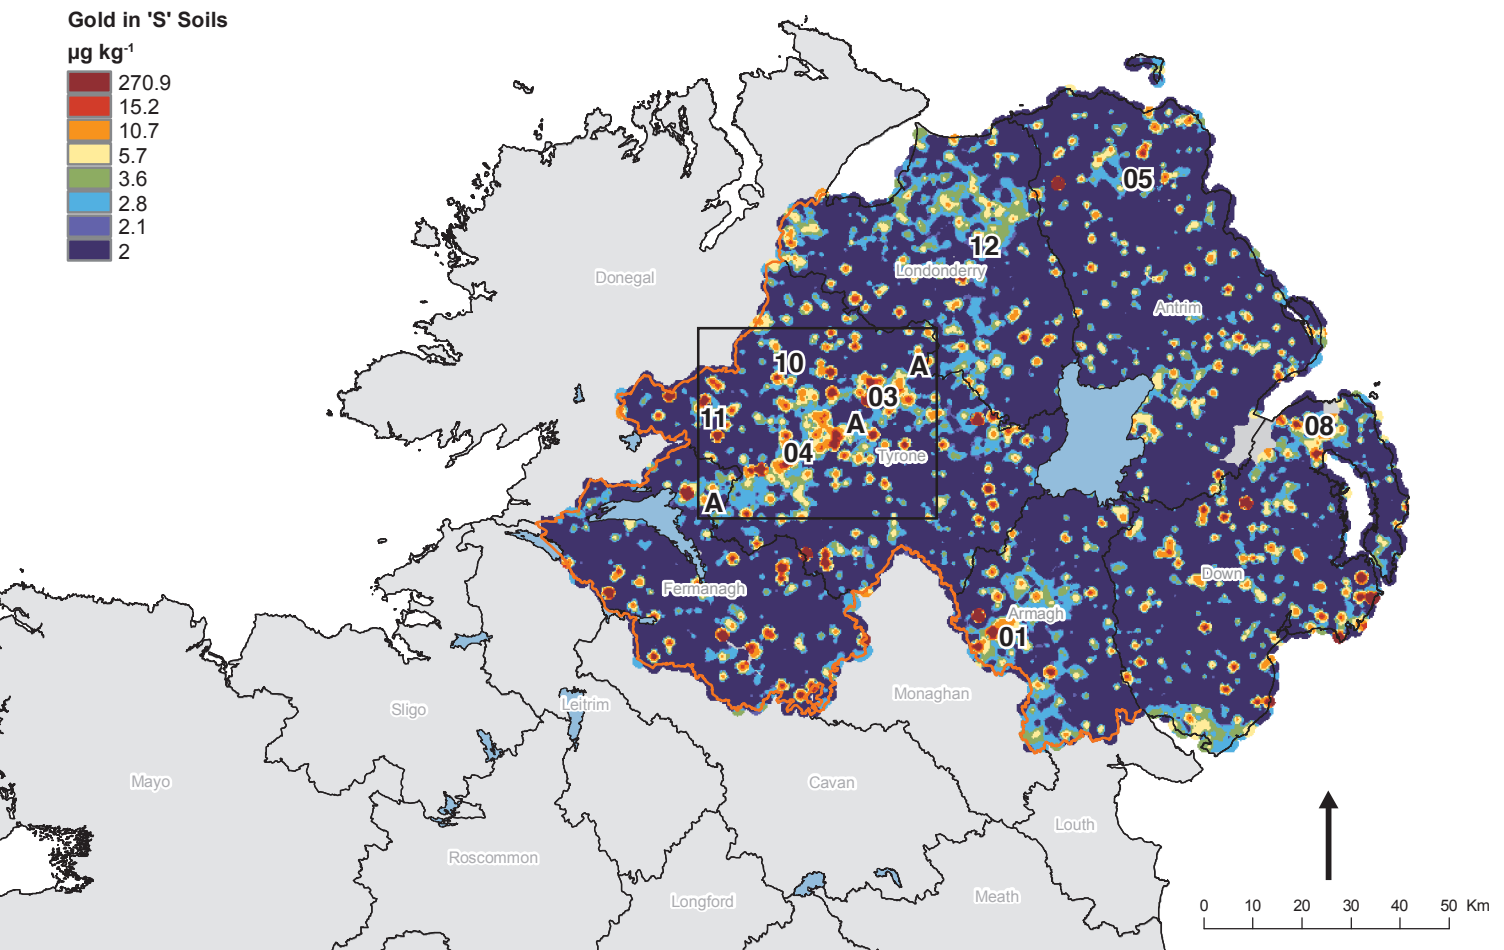 Gold in 'S' Soils
µg kg-1
270.9
15.2
10.7
5.7
3.6
2.8
2.1
2
05
12
Londonderry
Donegal
Antrim
10
A
03
11
A
08
04
Tyrone
A
Down
Fermanagh
Armagh
01
Monaghan
Leitrim
Sligo
Mayo
Cavan
Louth
Roscommon
Meath
Longford
0 10 20 30 40 50 Km